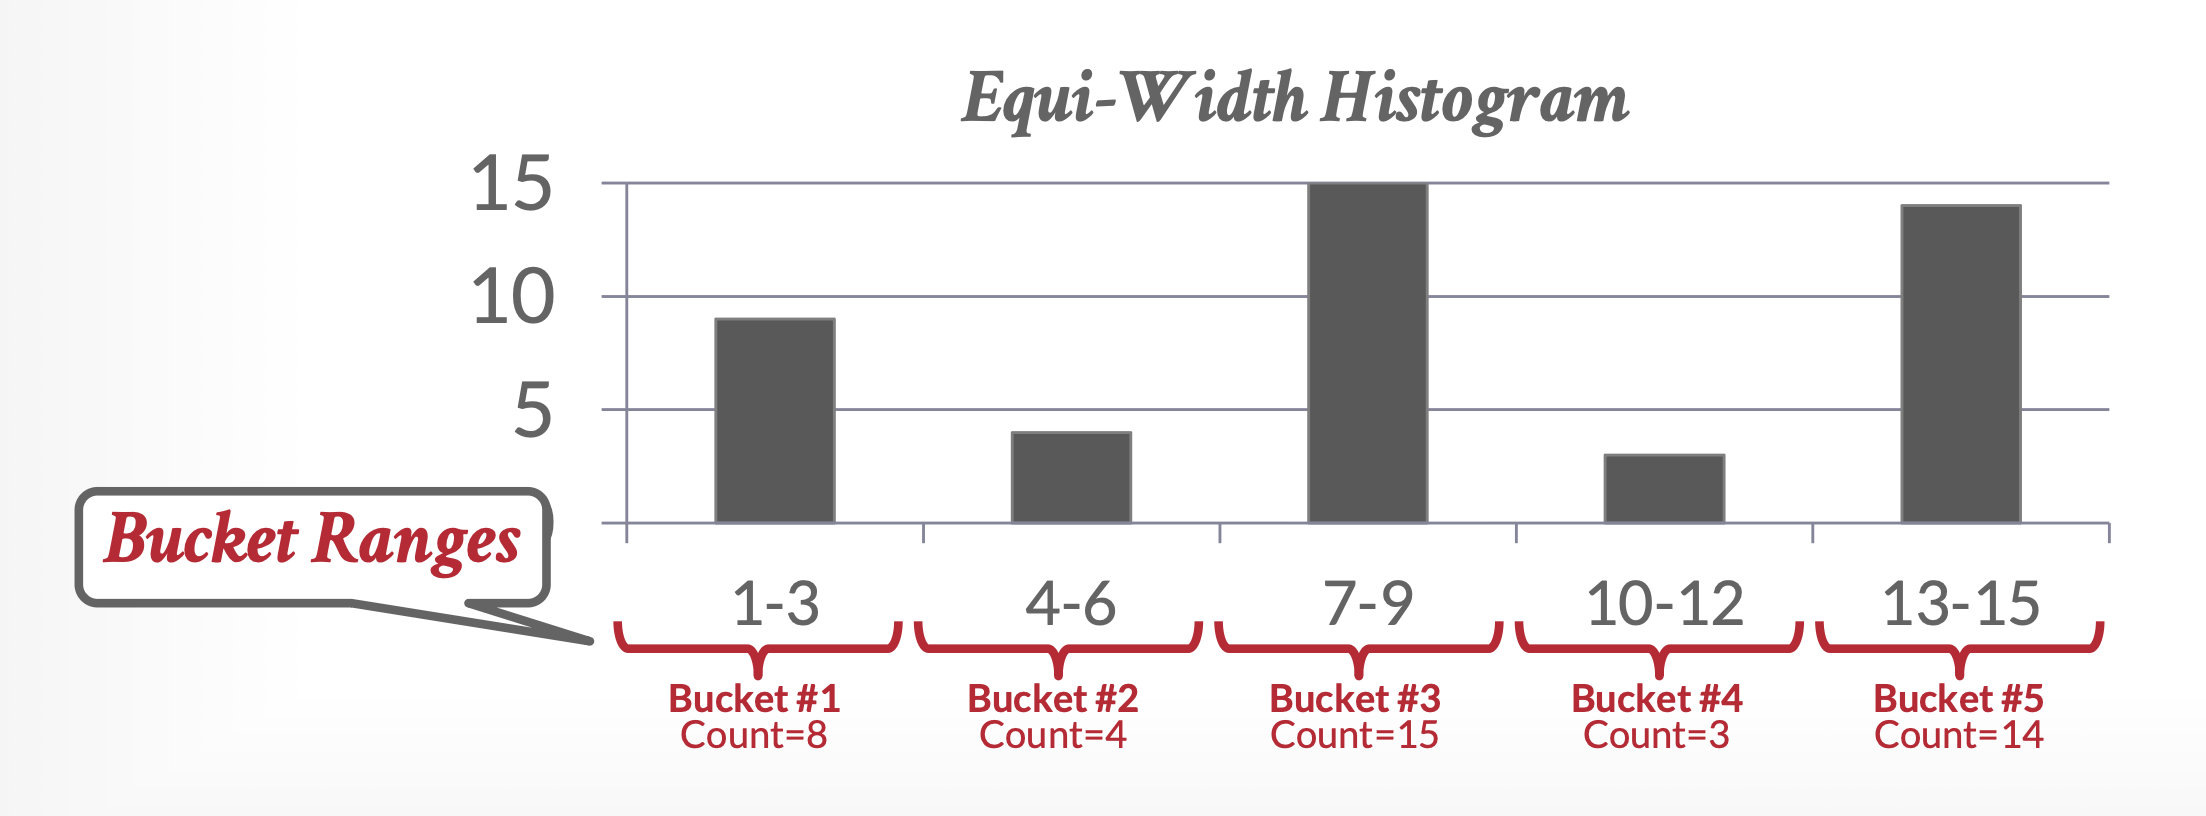 Equi-Width Histogram
15
10
5
Bucket Ranges
1-3 4-6 7-9 10-12 13-15
Bucket #1 Bucket #2 Bucket #3 Bucket #4 Bucket #5
Count=8 Count=4 Count=15 Count=3 Count=14